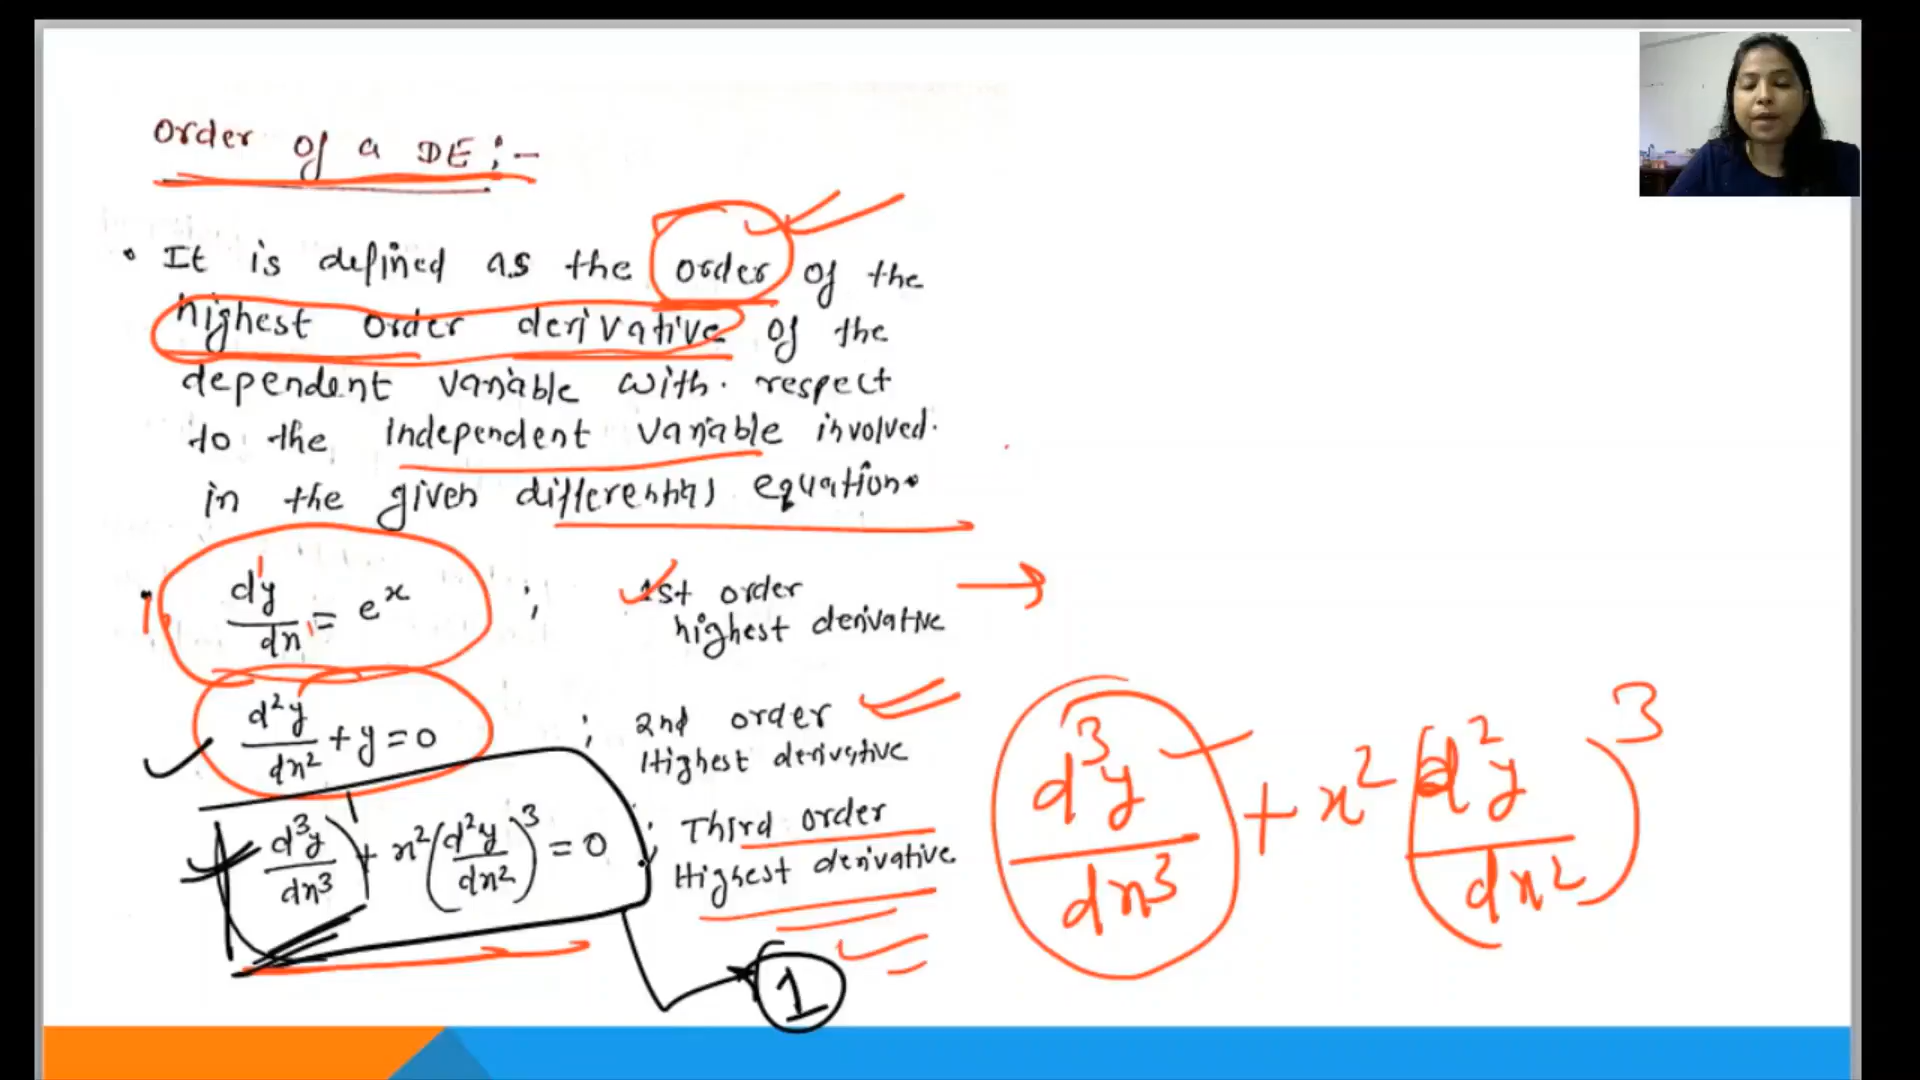 Order of a DE :-
• It is defined as the order of the
highest order derivative of the
dependent variable with respect
to the independent variable involved
in the given differential equation.
1. dy/dx = e^x ; 1st order
highest derivative
d²y/dx² + y = 0 ; 2nd order
Highest derivative
(d³y/dx³)^1 + x²(d²y/dx²)³ = 0 ; Third order
Highest derivative
d³y/dx³ + x²(d²y/dx²)³
1